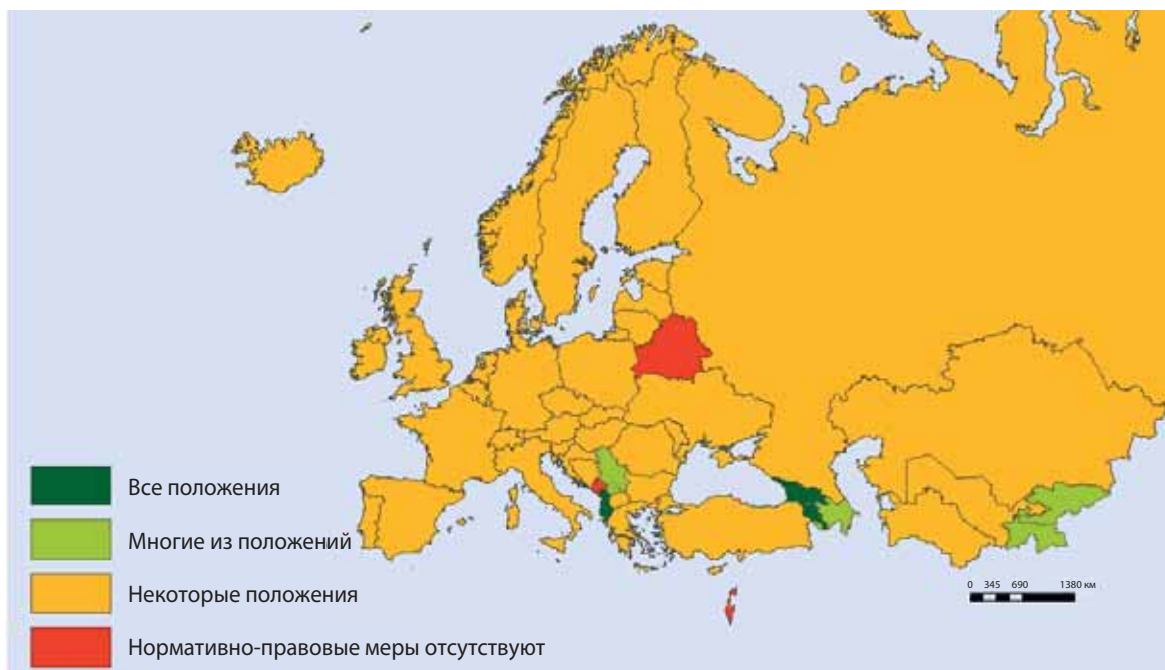 Все положения
Многие из положений
Некоторые положения
0 345 690 1380 км
Нормативно-правовые меры отсутствуют